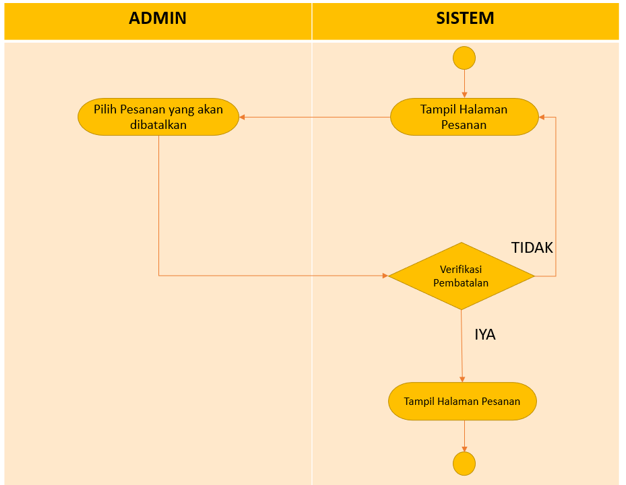 ADMIN
SISTEM
Pilih Pesanan yang akan
dibatalkan
Tampil Halaman
Pesanan
TIDAK
Verifikasi
Pembatalan
IYA
Tampil Halaman Pesanan